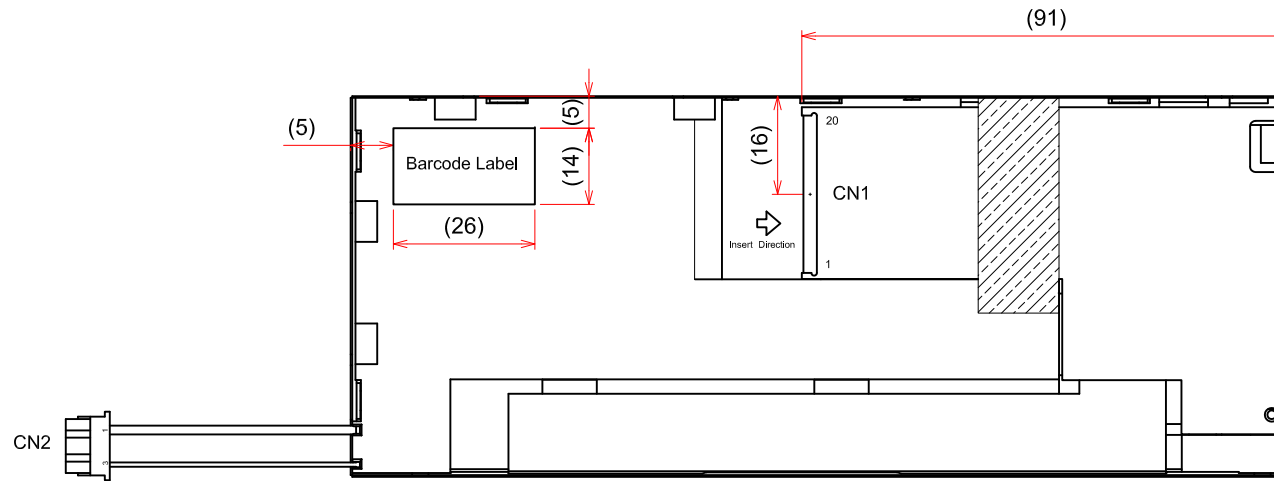 (91)
(5)
(5)
20
Barcode Label
(14)
(16)
CN1
(26)
Insert Direction
1
CN2
1
3